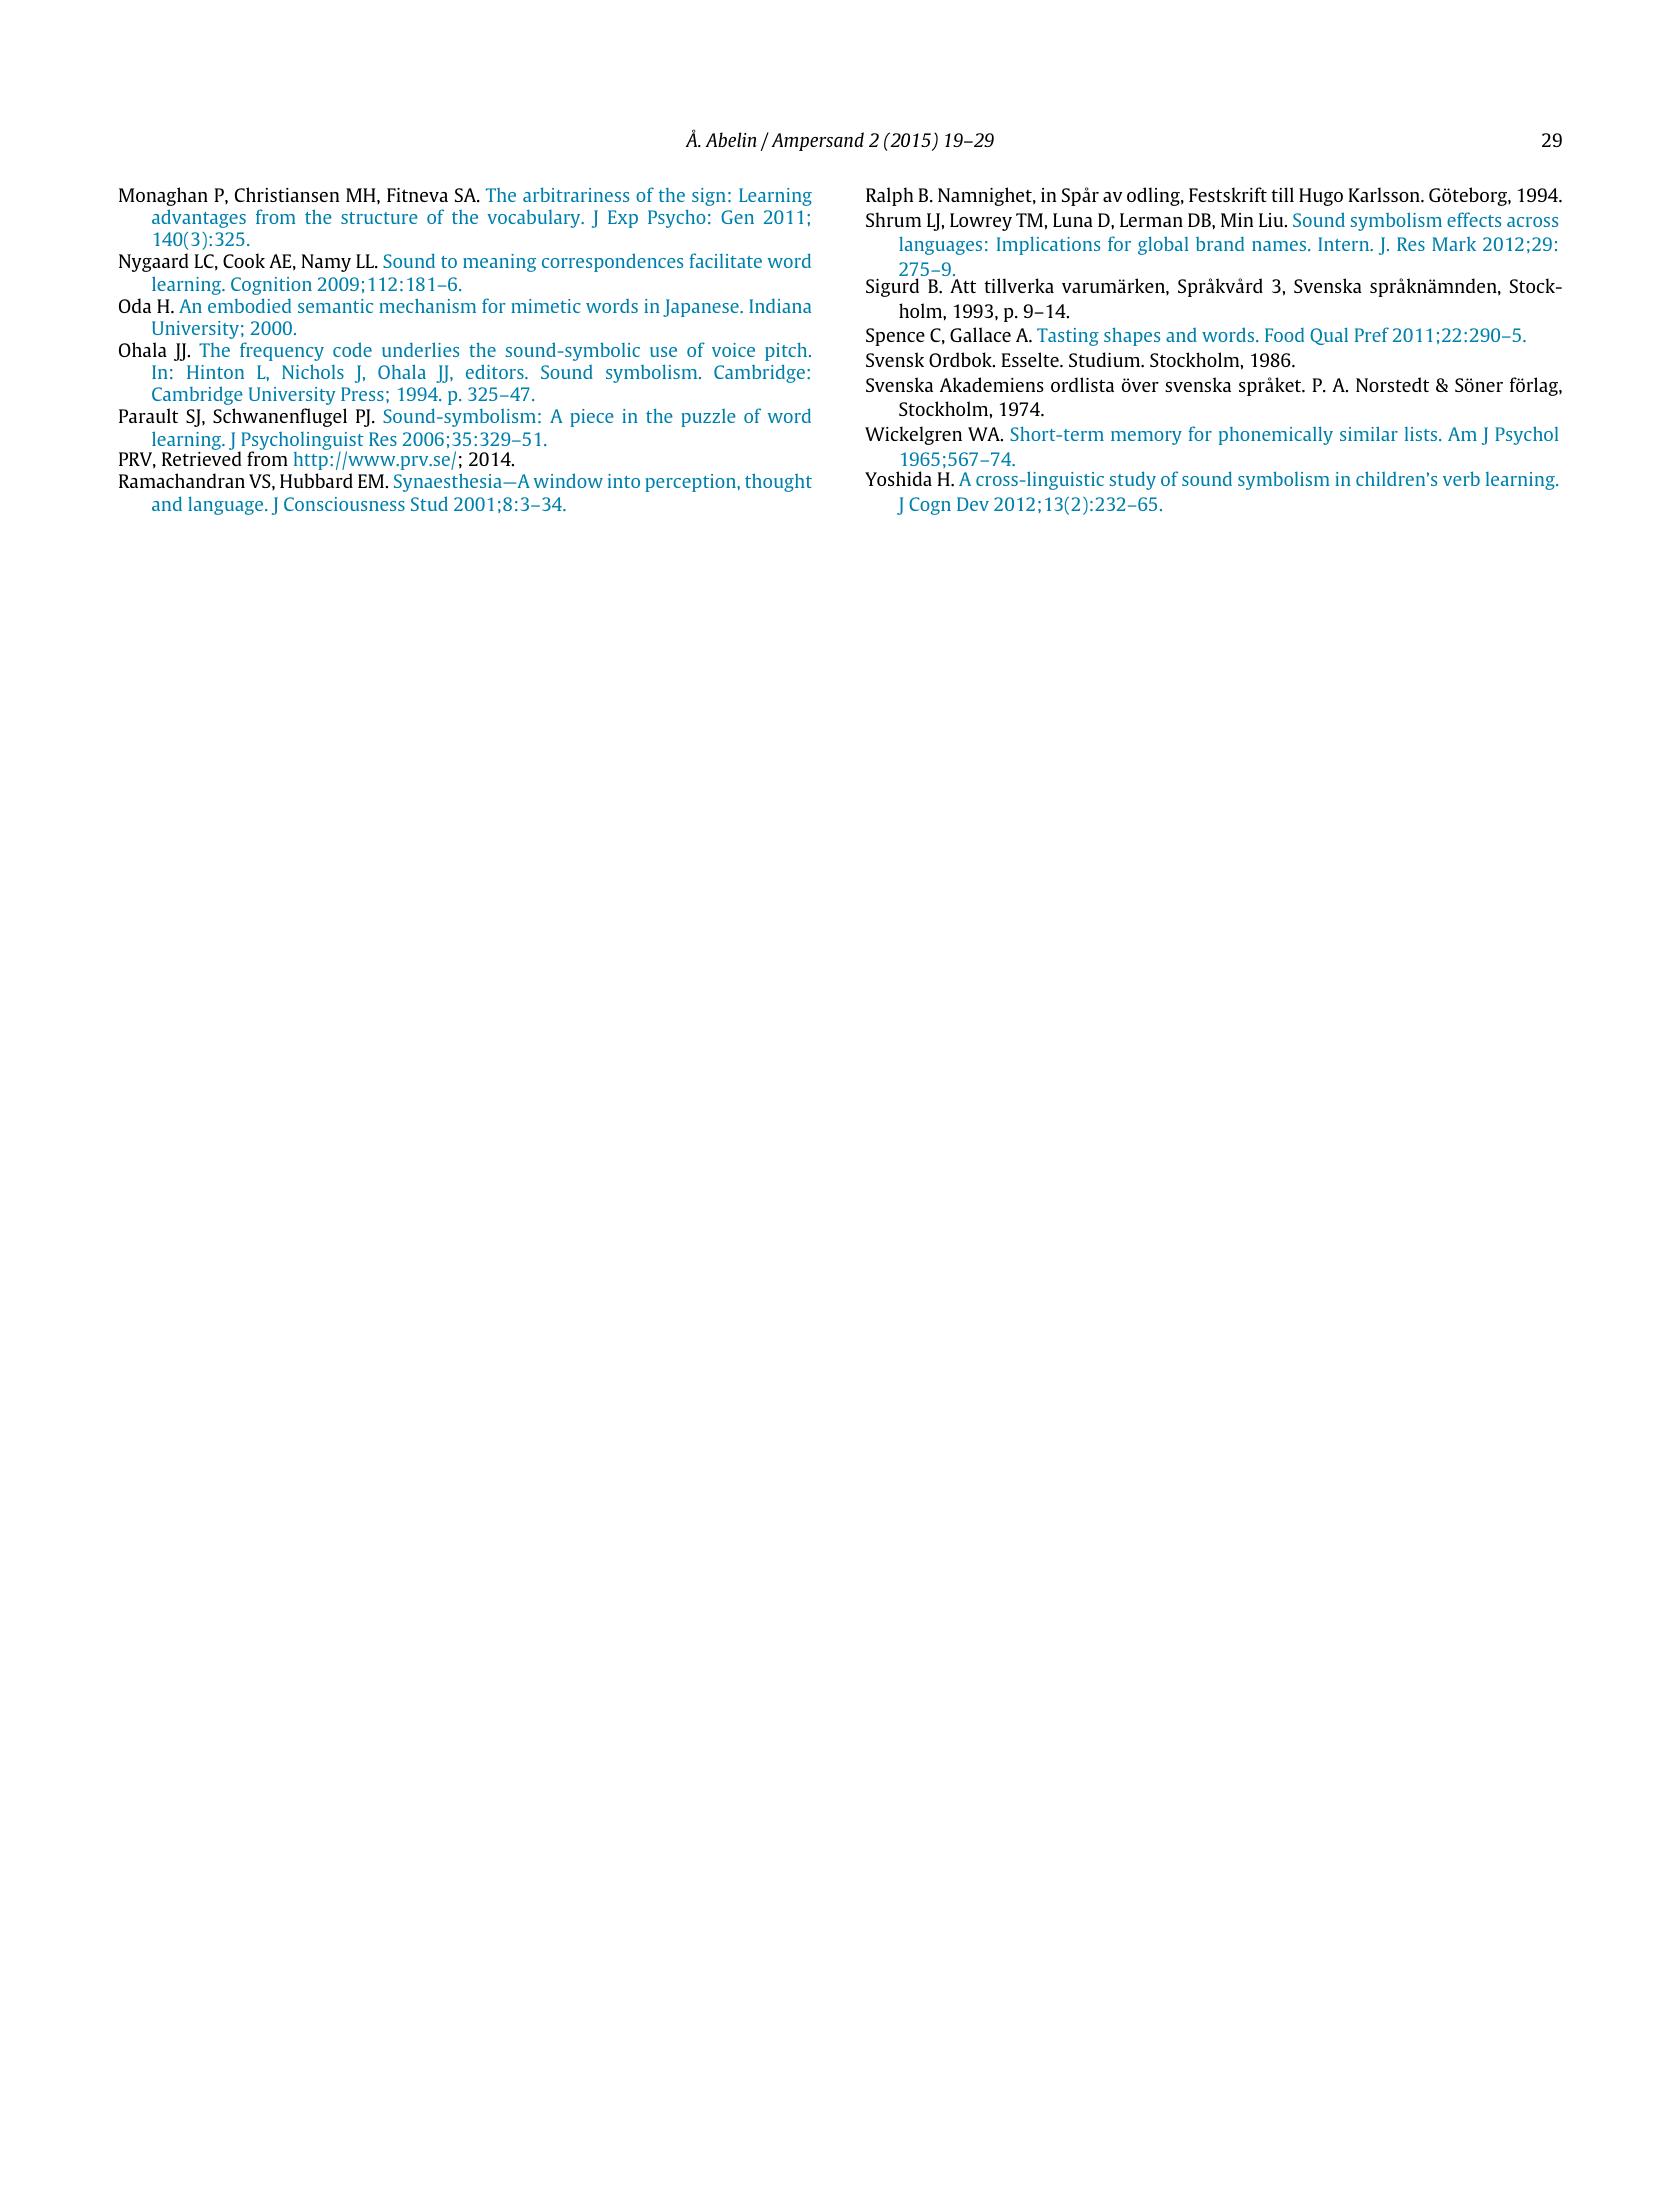 Å. Abelin / Ampersand 2 (2015) 19–29
29
Monaghan P, Christiansen MH, Fitneva SA. The arbitrariness of the sign: Learning
advantages from the structure of the vocabulary. J Exp Psycho: Gen 2011;
140(3):325.
Nygaard LC, Cook AE, Namy LL. Sound to meaning correspondences facilitate word
learning. Cognition 2009;112:181–6.
Oda H. An embodied semantic mechanism for mimetic words in Japanese. Indiana
University; 2000.
Ohala JJ. The frequency code underlies the sound-symbolic use of voice pitch.
In: Hinton L, Nichols J, Ohala JJ, editors. Sound symbolism. Cambridge:
Cambridge University Press; 1994. p. 325–47.
Parault SJ, Schwanenflugel PJ. Sound-symbolism: A piece in the puzzle of word
learning. J Psycholinguist Res 2006;35:329–51.
PRV, Retrieved from http://www.prv.se/; 2014.
Ramachandran VS, Hubbard EM. Synaesthesia—A window into perception, thought
and language. J Consciousness Stud 2001;8:3–34.
Ralph B. Namnighet, in Spår av odling, Festskrift till Hugo Karlsson. Göteborg, 1994.
Shrum LJ, Lowrey TM, Luna D, Lerman DB, Min Liu. Sound symbolism effects across
languages: Implications for global brand names. Intern. J. Res Mark 2012;29:
275–9.
Sigurd B. Att tillverka varumärken, Språkvård 3, Svenska språknämnden, Stock-
holm, 1993, p. 9–14.
Spence C, Gallace A. Tasting shapes and words. Food Qual Pref 2011;22:290–5.
Svensk Ordbok. Esselte. Studium. Stockholm, 1986.
Svenska Akademiens ordlista över svenska språket. P. A. Norstedt & Söner förlag,
Stockholm, 1974.
Wickelgren WA. Short-term memory for phonemically similar lists. Am J Psychol
1965;567–74.
Yoshida H. A cross-linguistic study of sound symbolism in children’s verb learning.
J Cogn Dev 2012;13(2):232–65.